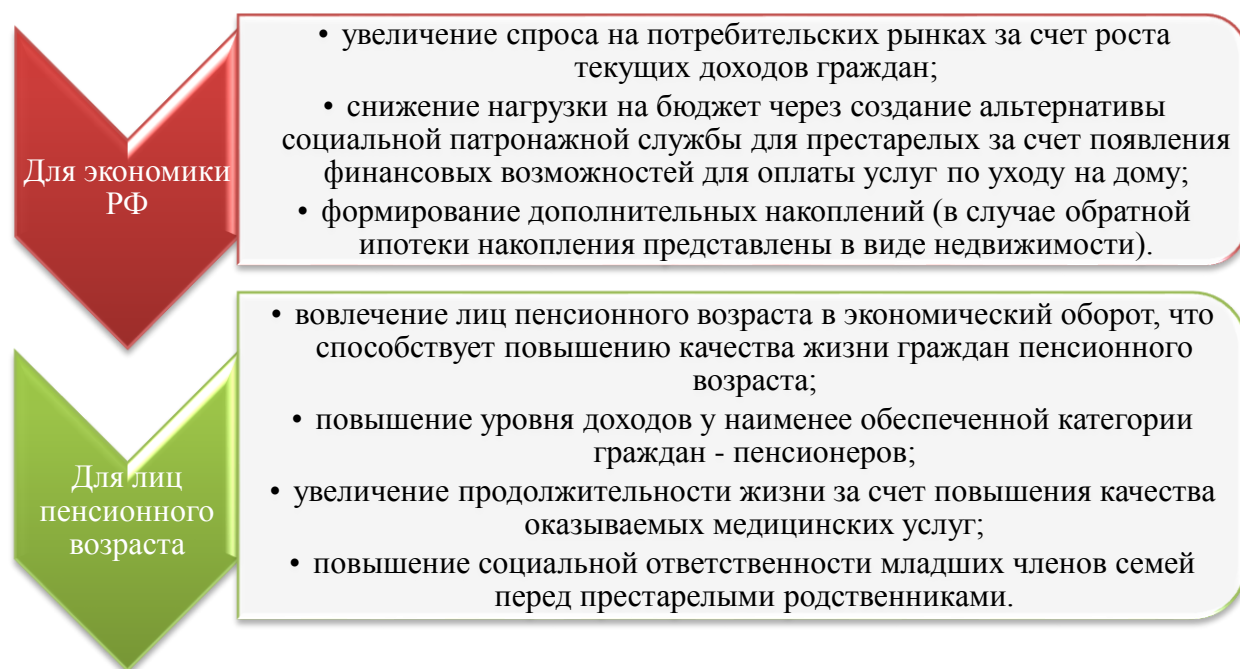 Для экономики
РФ
• увеличение спроса на потребительских рынках за счет роста
текущих доходов граждан;
• снижение нагрузки на бюджет через создание альтернативы
социальной патронажной службы для престарелых за счет появления
финансовых возможностей для оплаты услуг по уходу на дому;
• формирование дополнительных накоплений (в случае обратной
ипотеки накопления представлены в виде недвижимости).
Для лиц
пенсионного
возраста
• вовлечение лиц пенсионного возраста в экономический оборот, что
способствует повышению качества жизни граждан пенсионного
возраста;
• повышение уровня доходов у наименее обеспеченной категории
граждан - пенсионеров;
• увеличение продолжительности жизни за счет повышения качества
оказываемых медицинских услуг;
• повышение социальной ответственности младших членов семей
перед престарелыми родственниками.